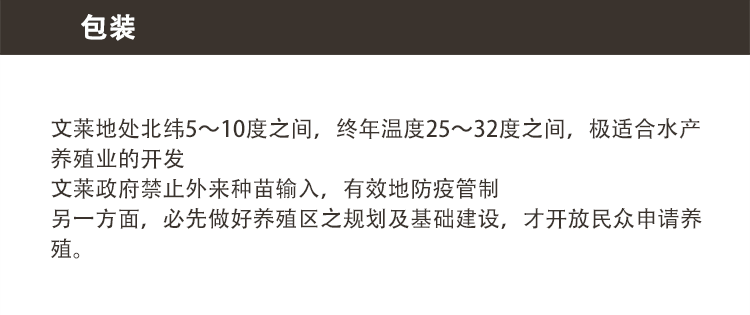 包装
文莱地处北纬5～10度之间，终年温度25～32度之间，极适合水产
养殖业的开发
文莱政府禁止外来种苗输入，有效地防疫管制
另一方面，必先做好养殖区之规划及基础建设，才开放民众申请养
殖。